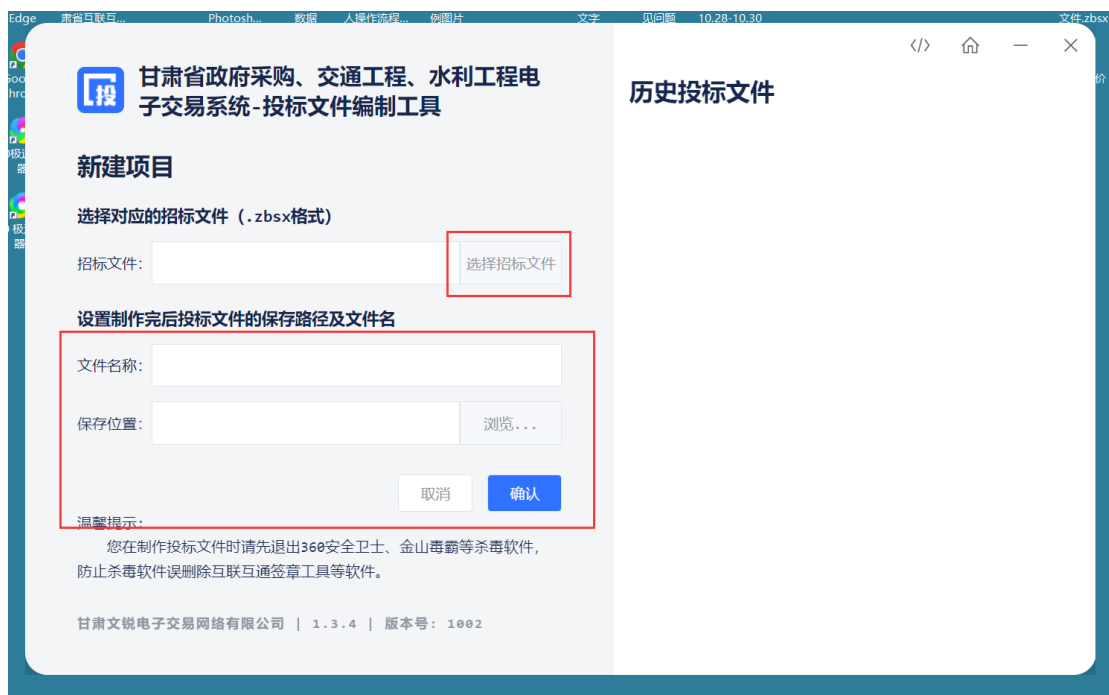 Edge 肃省互联互... Photosh... 数据 人操作流程... 例图片 文字 见问题 10.28-10.30 文件.zbsx
甘肃省政府采购、交通工程、水利工程电
子交易系统-投标文件编制工具
投
新建项目
选择对应的招标文件（.zbsx格式）
招标文件：
选择招标文件
设置制作完后投标文件的保存路径及文件名
文件名称：
保存位置：
浏览...
取消
确认
温馨提示：
您在制作投标文件时请先退出360安全卫士、金山毒霸等杀毒软件，
防止杀毒软件误删除互联互通签章工具等软件。
甘肃文锐电子交易网络有限公司 | 1.3.4 | 版本号: 1002
历史投标文件
价